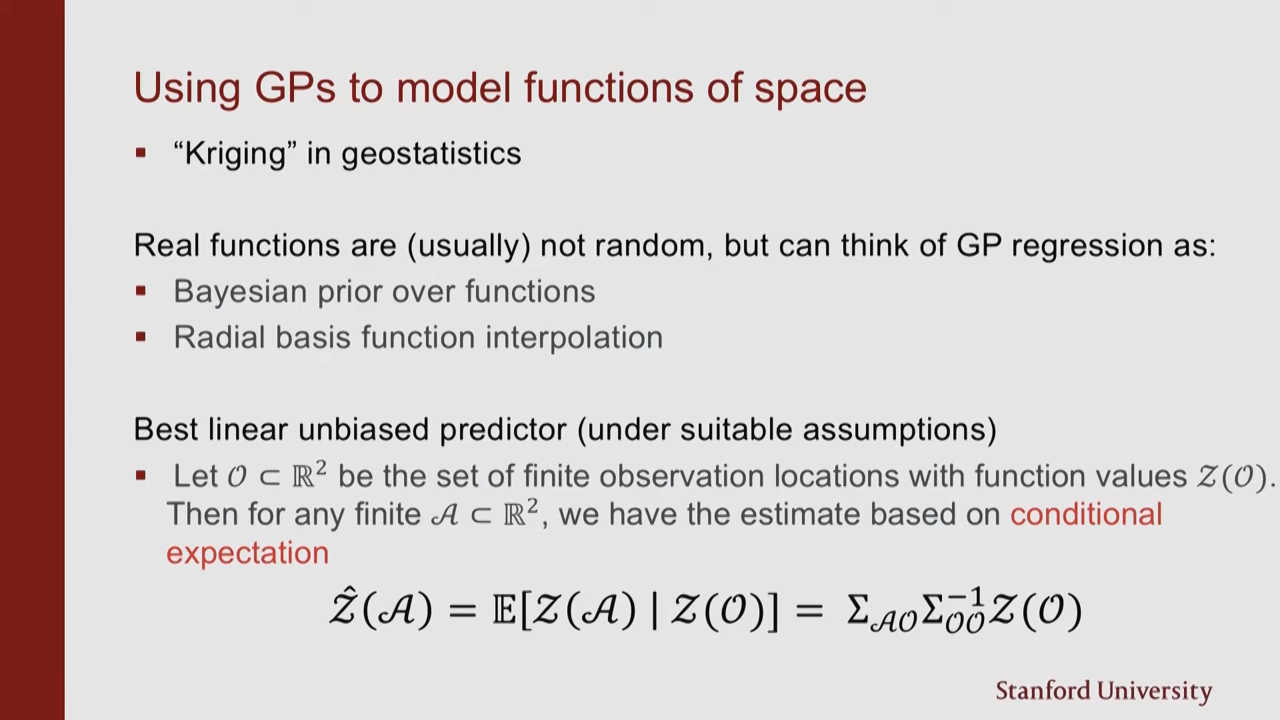 Using GPs to model functions of space
▪ “Kriging” in geostatistics
Real functions are (usually) not random, but can think of GP regression as:
▪ Bayesian prior over functions
▪ Radial basis function interpolation
Best linear unbiased predictor (under suitable assumptions)
▪ Let 𝒪 ⊂ ℝ² be the set of finite observation locations with function values 𝒵(𝒪).
Then for any finite 𝒜 ⊂ ℝ², we have the estimate based on conditional
expectation
𝒵̂(𝒜) = 𝔼[𝒵(𝒜) | 𝒵(𝒪)] = Σ_𝒜𝒪 Σ_𝒪𝒪^−1 𝒵(𝒪)
Stanford University